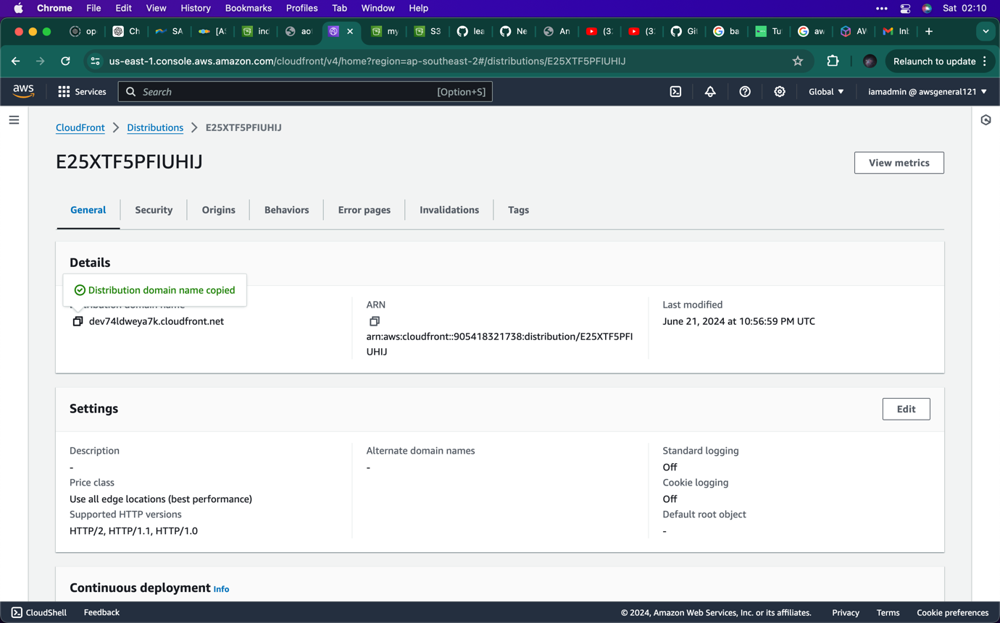 Chrome File Edit View History Bookmarks Profiles Tab Window Help Sat 02:10
op Ch SA [AS ind ao my S3 lea Ne An (3: (3: Git ba Tu aw AV Inb
us-east-1.console.aws.amazon.com/cloudfront/v4/home?region=ap-southeast-2#/distributions/E25XTF5PFIUHIJ Relaunch to update
aws Services Search [Option+S] Global iamadmin @ awsgeneral121
CloudFront Distributions E25XTF5PFIUHIJ
E25XTF5PFIUHIJ
View metrics
General Security Origins Behaviors Error pages Invalidations Tags
Details
Distribution domain name copied
Distribution domain name
dev74ldweya7k.cloudfront.net
ARN
arn:aws:cloudfront::905418321738:distribution/E25XTF5PFI
UHIJ
Last modified
June 21, 2024 at 10:56:59 PM UTC
Settings
Edit
Description
-
Price class
Use all edge locations (best performance)
Supported HTTP versions
HTTP/2, HTTP/1.1, HTTP/1.0
Alternate domain names
-
Standard logging
Off
Cookie logging
Off
Default root object
-
Continuous deployment Info
CloudShell Feedback © 2024, Amazon Web Services, Inc. or its affiliates. Privacy Terms Cookie preferences